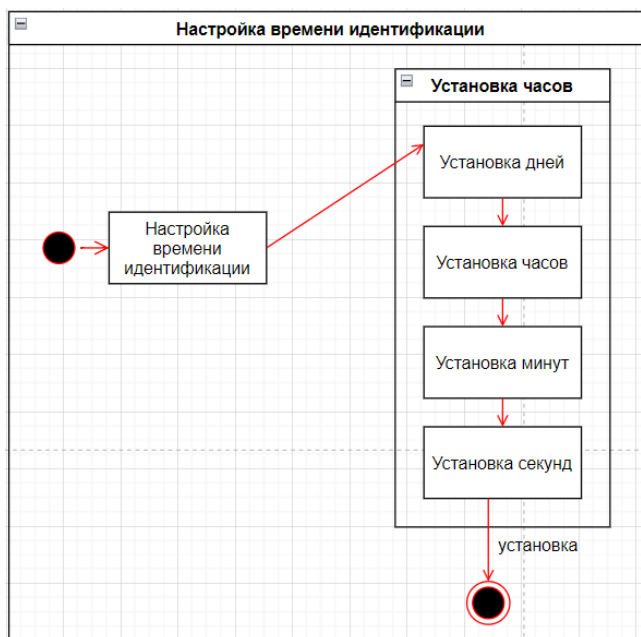 Настройка времени идентификации
Установка часов
Установка дней
Настройка
времени
идентификации
Установка часов
Установка минут
Установка секунд
установка